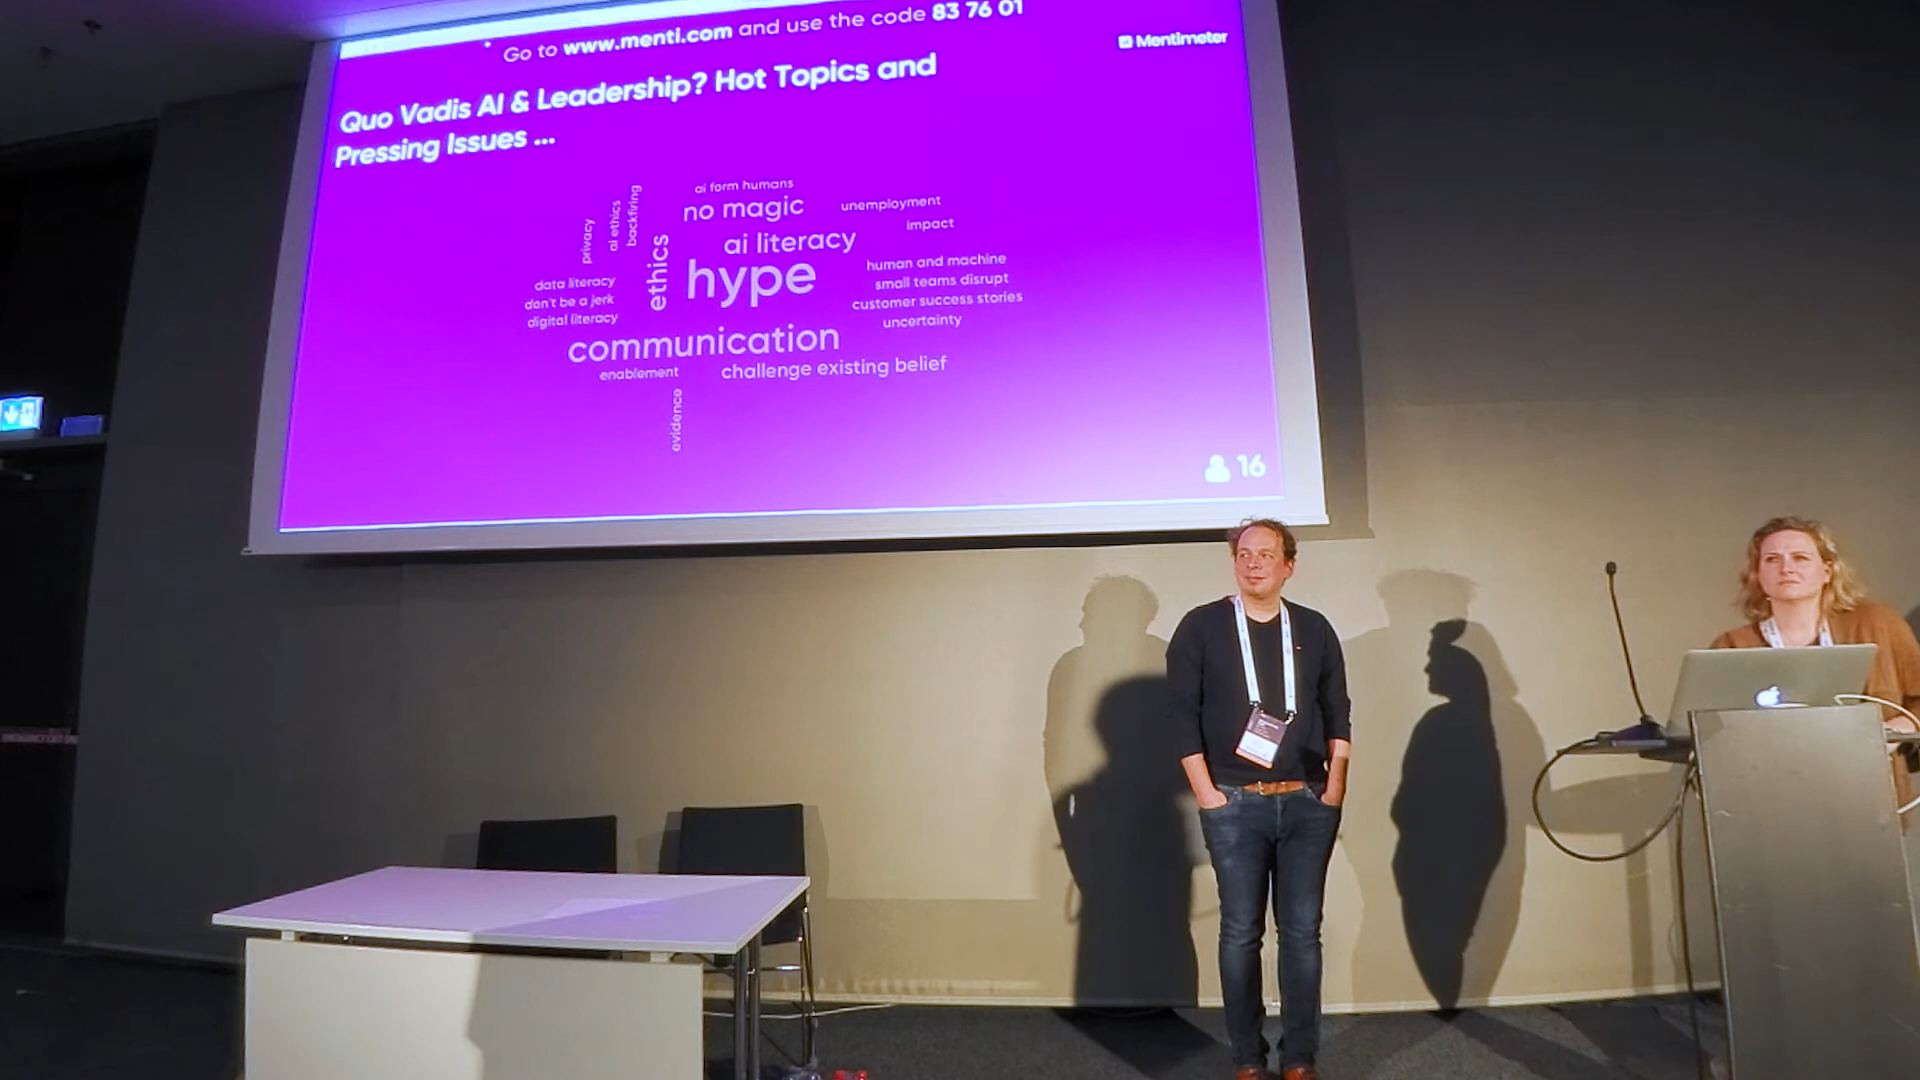 Go to www.menti.com and use the code 83 76 01
Mentimeter
Quo Vadis AI & Leadership? Hot Topics and
Pressing Issues ...
ai form humans
no magic
unemployment
impact
privacy
ai ethics
backfiring
ethics
ai literacy
hype
human and machine
small teams disrupt
customer success stories
uncertainty
data literacy
don't be a jerk
digital literacy
communication
enablement
challenge existing belief
evidence
16